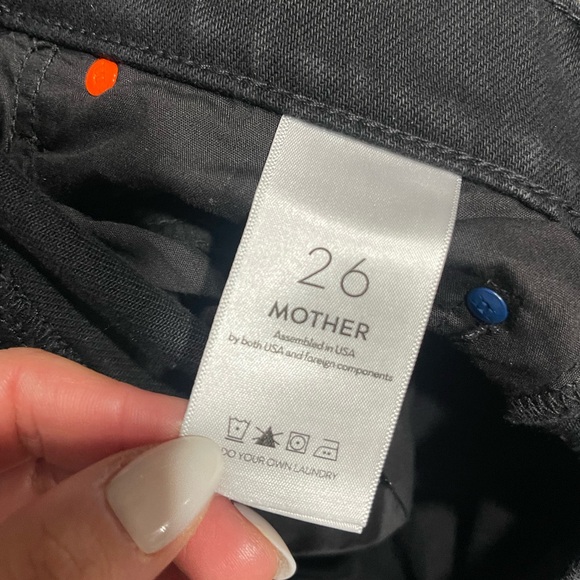 26
MOTHER
Assembled in USA
by both USA and foreign components
DO YOUR OWN LAUNDRY